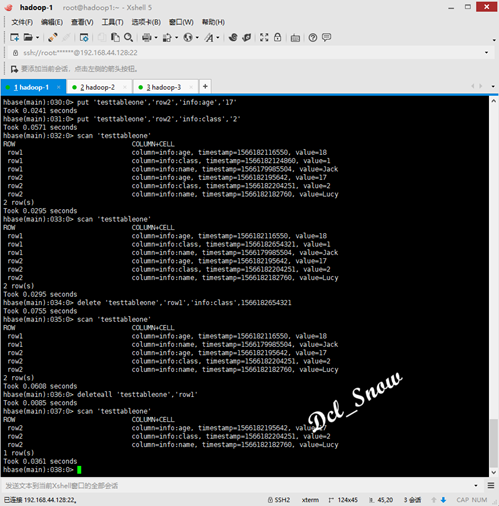 hadoop-1    root@hadoop1:~ - Xshell 5
文件(F) 编辑(E) 查看(V) 工具(T) 选项卡(B) 窗口(W) 帮助(H)
ssh://root:******@192.168.44.128:22
要添加当前会话，点击左侧的箭头按钮。
1 hadoop-1 × 2 hadoop-2 × 3 hadoop-3 × +
hbase(main):030:0> put 'testtableone','row2','info:age','17'
Took 0.0241 seconds
hbase(main):031:0> put 'testtableone','row2','info:class','2'
Took 0.0571 seconds
hbase(main):032:0> scan 'testtableone'
ROW COLUMN+CELL
row1 column=info:age, timestamp=1566182116550, value=18
row1 column=info:class, timestamp=1566182124860, value=1
row1 column=info:name, timestamp=1566179985504, value=Jack
row2 column=info:age, timestamp=1566182195642, value=17
row2 column=info:class, timestamp=1566182204251, value=2
row2 column=info:name, timestamp=1566182182760, value=Lucy
2 row(s)
Took 0.0295 seconds
hbase(main):033:0> scan 'testtableone'
ROW COLUMN+CELL
row1 column=info:age, timestamp=1566182116550, value=18
row1 column=info:class, timestamp=1566182654321, value=1
row1 column=info:name, timestamp=1566179985504, value=Jack
row2 column=info:age, timestamp=1566182195642, value=17
row2 column=info:class, timestamp=1566182204251, value=2
row2 column=info:name, timestamp=1566182182760, value=Lucy
2 row(s)
Took 0.0295 seconds
hbase(main):034:0> delete 'testtableone','row1','info:class',1566182654321
Took 0.0755 seconds
hbase(main):035:0> scan 'testtableone'
ROW COLUMN+CELL
row1 column=info:age, timestamp=1566182116550, value=18
row1 column=info:name, timestamp=1566179985504, value=Jack
row2 column=info:age, timestamp=1566182195642, value=17
row2 column=info:class, timestamp=1566182204251, value=2
row2 column=info:name, timestamp=1566182182760, value=Lucy
2 row(s)
Took 0.0608 seconds
hbase(main):036:0> deleteall 'testtableone','row1'
Took 0.0085 seconds
hbase(main):037:0> scan 'testtableone'
ROW COLUMN+CELL
row2 column=info:age, timestamp=1566182195642, value=17
row2 column=info:class, timestamp=1566182204251, value=2
row2 column=info:name, timestamp=1566182182760, value=Lucy
1 row(s)
Took 0.0361 seconds
hbase(main):038:0>
Dcl_Snow
发送文本到当前Xshell窗口的全部会话
已连接 192.168.44.128:22。 SSH2 xterm 124x45 45,20 3 会话 CAP NUM